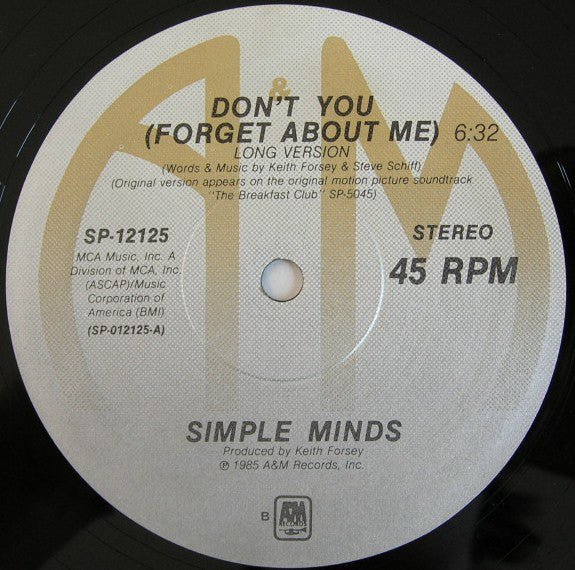 A&M
DON'T YOU
(FORGET ABOUT ME) 6:32
LONG VERSION
(Words & Music by Keith Forsey & Steve Schiff)
(Original version appears on the original motion picture soundtrack
"The Breakfast Club" SP-5045)
SP-12125
MCA Music, Inc. A
Division of MCA, Inc.
(ASCAP)/Music
Corporation of
America (BMI)
(SP-012125-A)
STEREO
45 RPM
SIMPLE MINDS
Produced by Keith Forsey
℗ 1985 A&M Records, Inc.
B
A&M
RECORDS